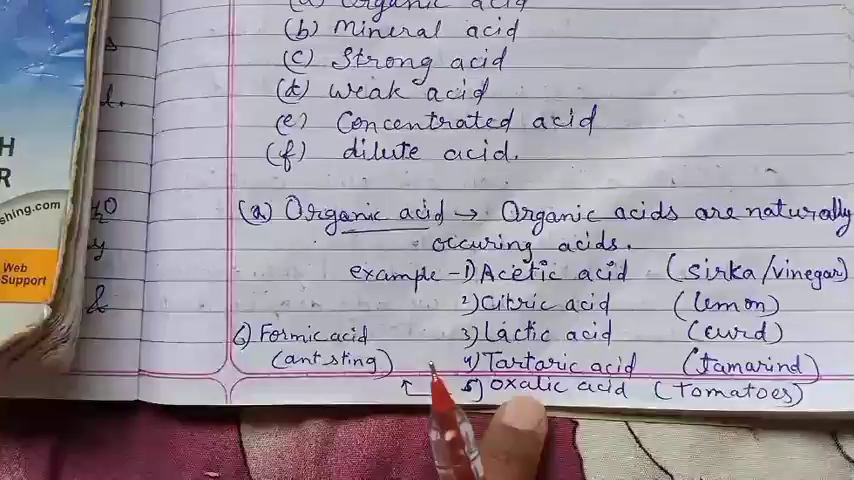 (a) Organic acid
(b) Mineral acid
(c) Strong acid
(d) Weak acid
(e) Concentrated acid
(f) dilute acid.
(a) Organic acid → Organic acids are naturally
occuring acids.
example - 1) Acetic acid (sirka/vinegar)
2) Citric acid (lemon)
3) Lactic acid (curd)
4) Tartaric acid (tamarind)
5) Oxalic acid (Tomatoes)
6) Formic acid
(ant sting)
H
R
shing.com
Web
Support